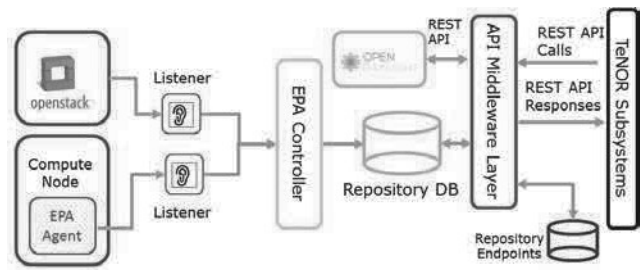 openstack
Compute
Node
EPA
Agent
Listener
Listener
EPA Controller
REST
API
OPEN
Repository DB
API Middleware Layer
REST API
Calls
REST API
Responses
TeNOR Subsystems
Repository
Endpoints